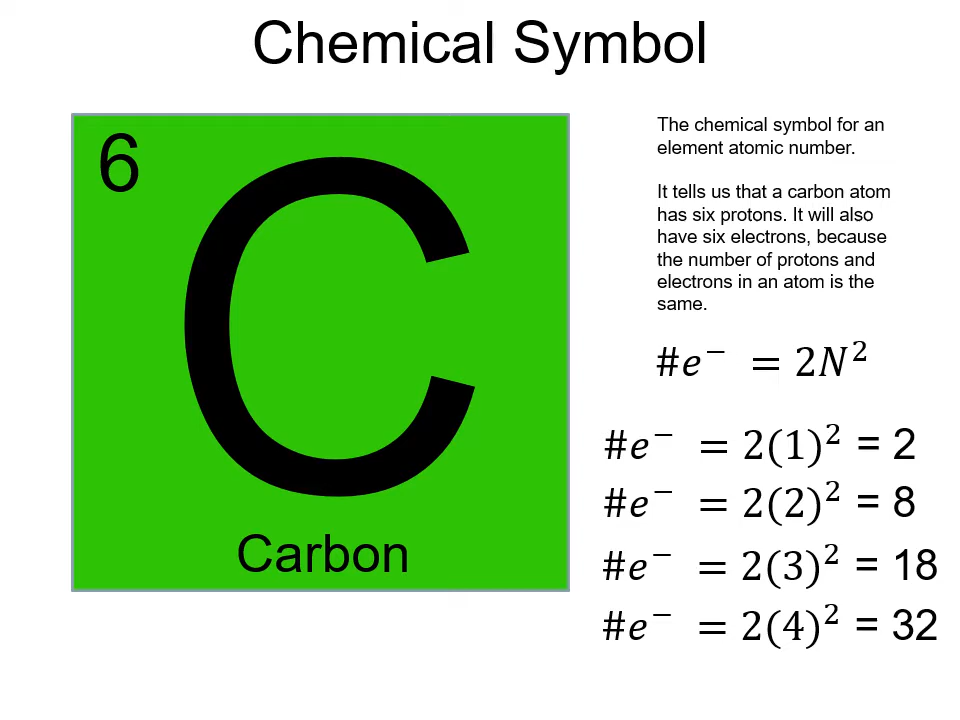 Chemical Symbol
6
C
Carbon
The chemical symbol for an
element atomic number.
It tells us that a carbon atom
has six protons. It will also
have six electrons, because
the number of protons and
electrons in an atom is the
same.
#e⁻ = 2N²
#e⁻ = 2(1)² = 2
#e⁻ = 2(2)² = 8
#e⁻ = 2(3)² = 18
#e⁻ = 2(4)² = 32